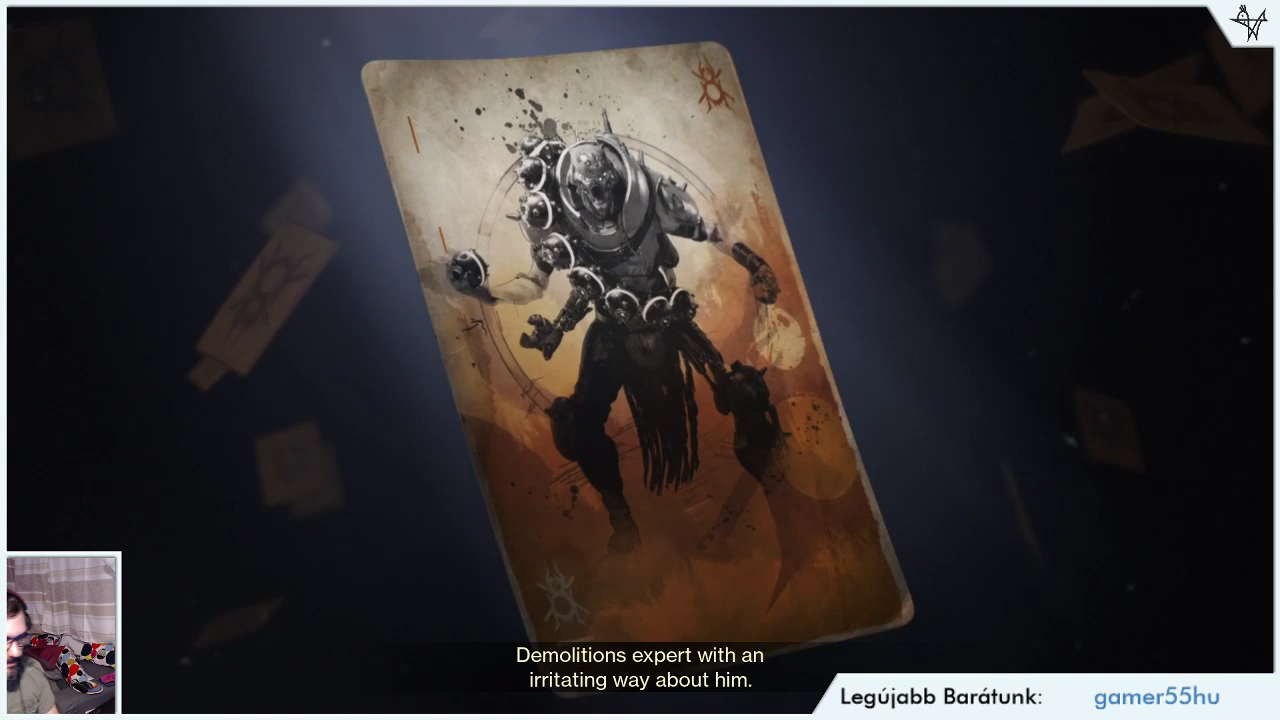 Demolitions expert with an
irritating way about him.
Legújabb Barátunk: gamer55hu